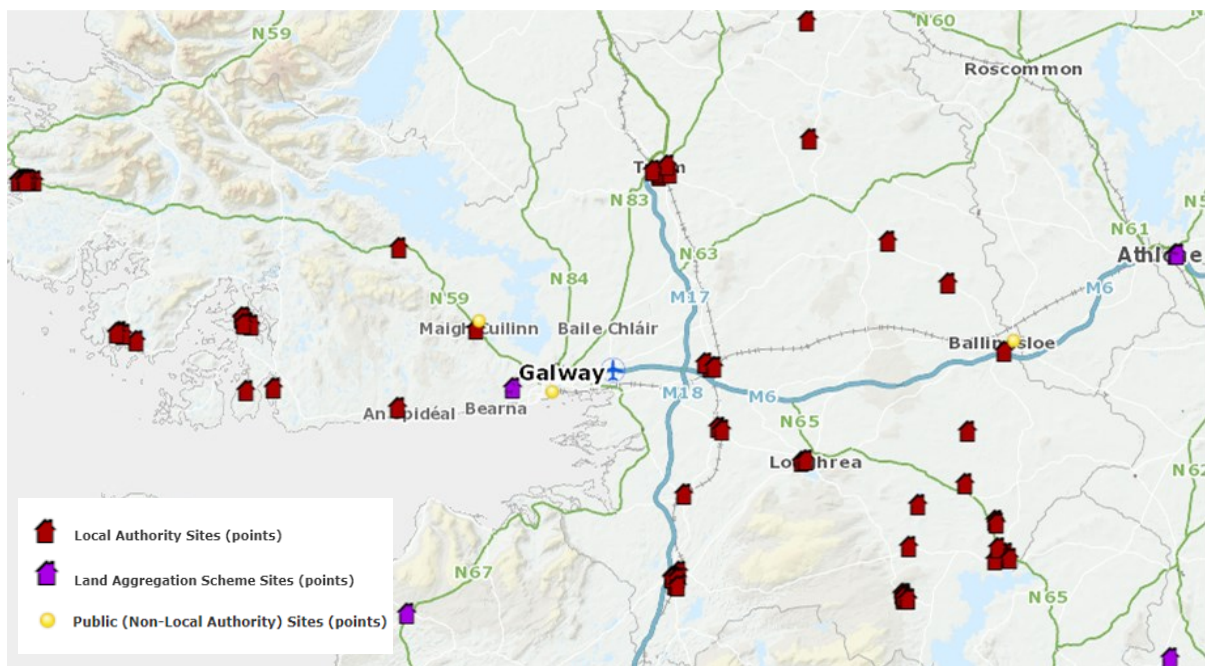 N60
N59
Roscommon
N83
N61
N5
Athlone
N63
N84
M17
M6
N59
Maigh Cuilinn
Baile Chláir
Ballinasloe
Galway
M18
M6
An Spidéal
Bearna
N65
Loughrea
N62
Local Authority Sites (points)
Land Aggregation Scheme Sites (points)
N67
N65
Public (Non-Local Authority) Sites (points)